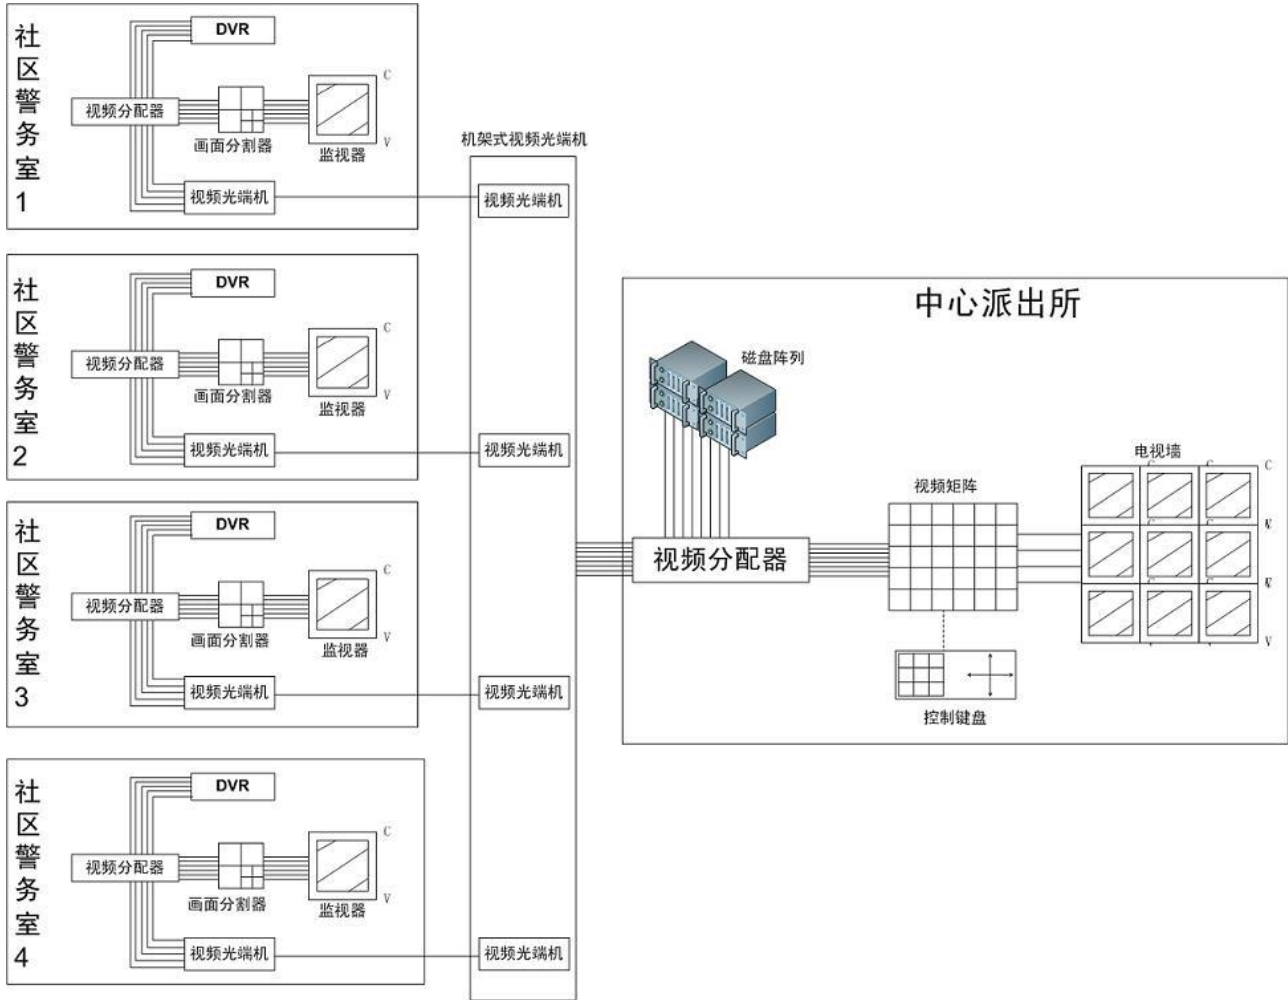 社区警务室1
DVR
视频分配器
画面分割器
C
V
监视器
视频光端机
社区警务室2
DVR
视频分配器
画面分割器
C
V
监视器
视频光端机
社区警务室3
DVR
视频分配器
画面分割器
C
V
监视器
视频光端机
社区警务室4
DVR
视频分配器
画面分割器
C
V
监视器
视频光端机
机架式视频光端机
视频光端机
视频光端机
视频光端机
视频光端机
中心派出所
磁盘阵列
视频分配器
视频矩阵
控制键盘
电视墙
C
V